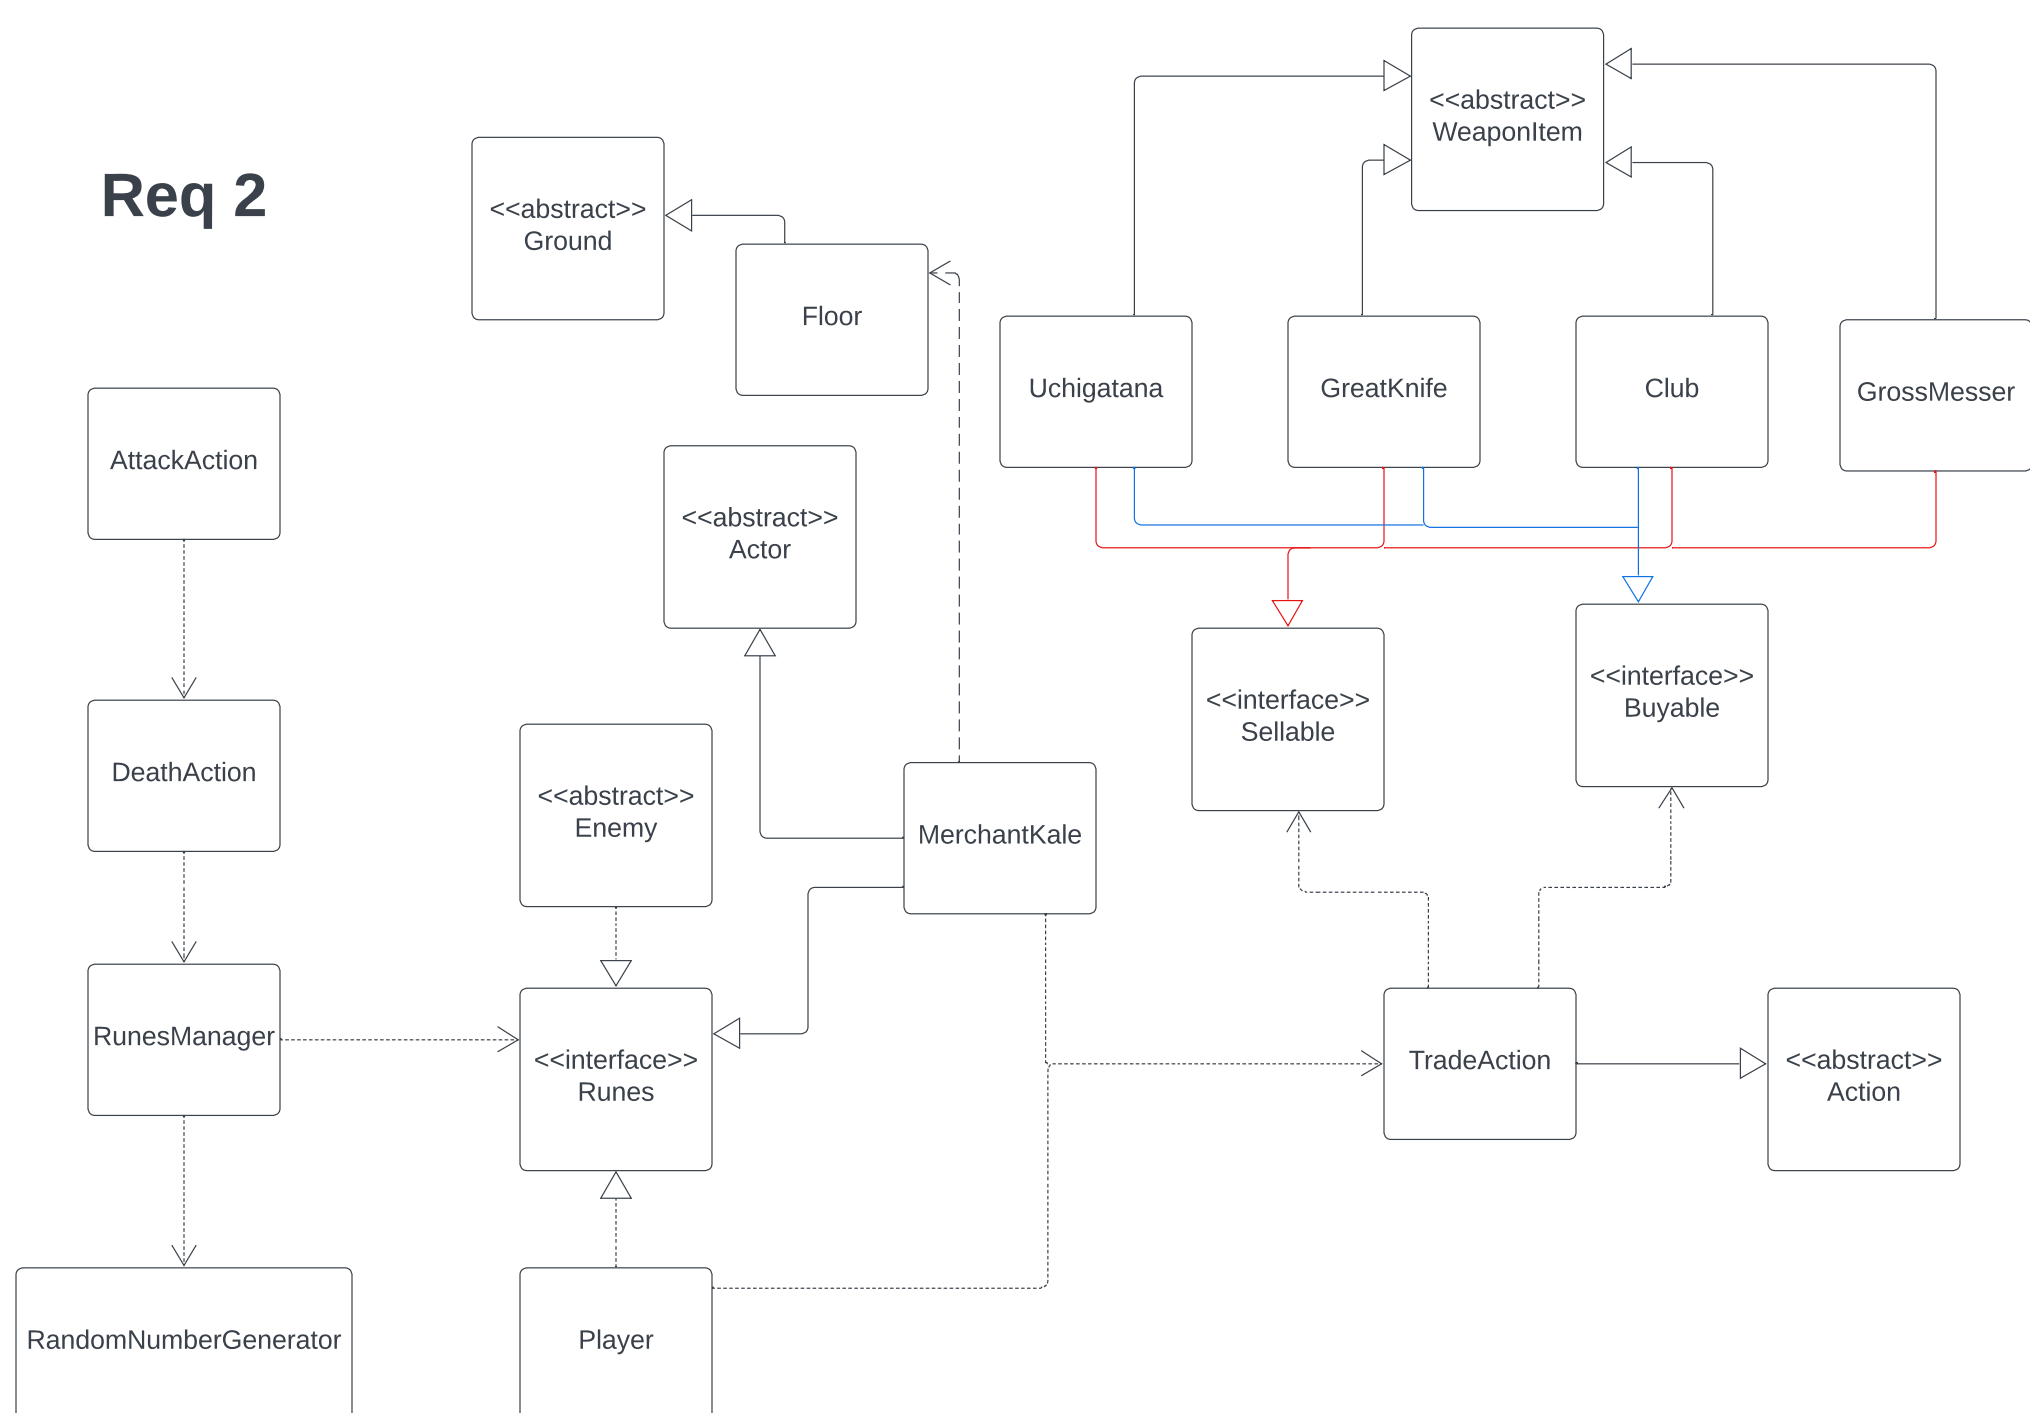 Req 2
<<abstract>>
WeaponItem
<<abstract>>
Ground
Floor
Uchigatana
GreatKnife
Club
GrossMesser
AttackAction
<<abstract>>
Actor
<<interface>>
Sellable
<<interface>>
Buyable
DeathAction
<<abstract>>
Enemy
MerchantKale
RunesManager
<<interface>>
Runes
TradeAction
<<abstract>>
Action
RandomNumberGenerator
Player